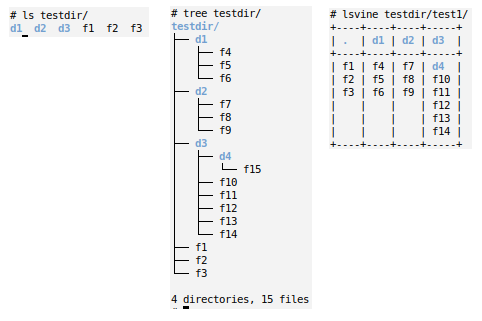 # ls testdir/
d1 d2 d3 f1 f2 f3
# tree testdir/
testdir/
├── d1
│   ├── f4
│   ├── f5
│   └── f6
├── d2
│   ├── f7
│   ├── f8
│   └── f9
├── d3
│   ├── d4
│   │   └── f15
│   ├── f10
│   ├── f11
│   ├── f12
│   ├── f13
│   └── f14
├── f1
├── f2
└── f3
4 directories, 15 files
# lsvine testdir/test1/
+----+----+----+-----+
| .  | d1 | d2 | d3  |
+----+----+----+-----+
| f1 | f4 | f7 | d4  |
| f2 | f5 | f8 | f10 |
| f3 | f6 | f9 | f11 |
|    |    |    | f12 |
|    |    |    | f13 |
|    |    |    | f14 |
+----+----+----+-----+